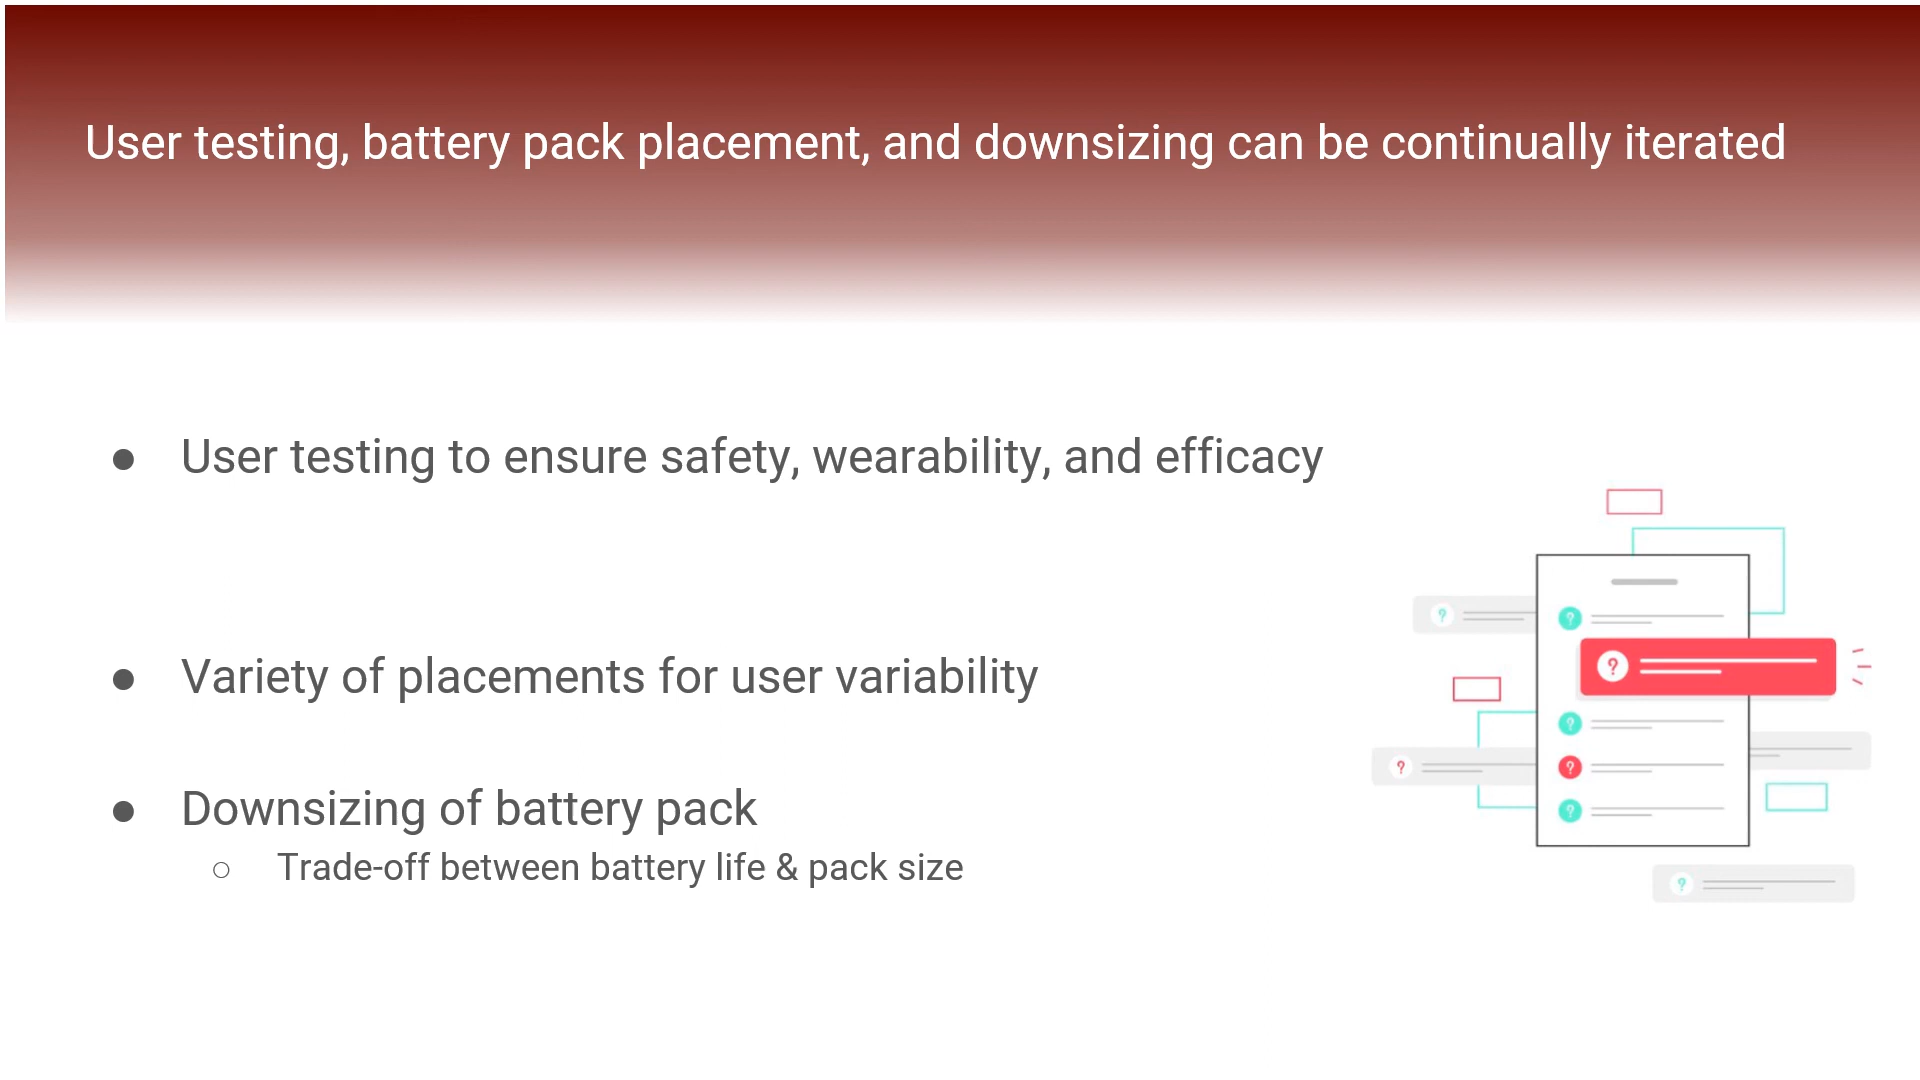 User testing, battery pack placement, and downsizing can be continually iterated
● User testing to ensure safety, wearability, and efficacy
● Variety of placements for user variability
● Downsizing of battery pack
○ Trade-off between battery life & pack size
?
?
?
?
?
?
?
?